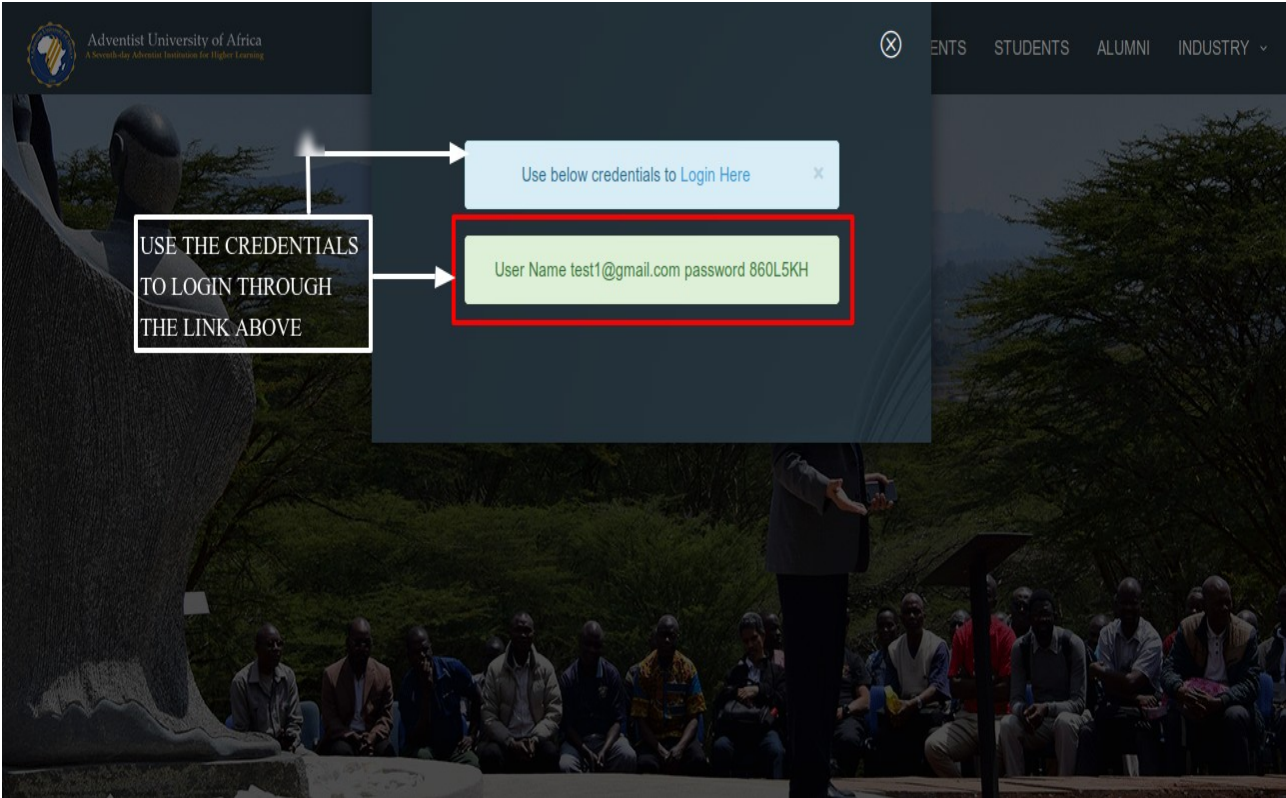 Adventist University of Africa
A Seventh-day Adventist Institution for Higher Learning
ENTS STUDENTS ALUMNI INDUSTRY
Use below credentials to Login Here ×
User Name test1@gmail.com password 860L5KH
USE THE CREDENTIALS
TO LOGIN THROUGH
THE LINK ABOVE